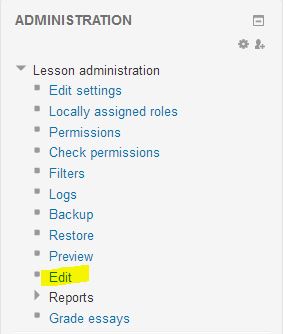 ADMINISTRATION
Lesson administration
Edit settings
Locally assigned roles
Permissions
Check permissions
Filters
Logs
Backup
Restore
Preview
Edit
Reports
Grade essays